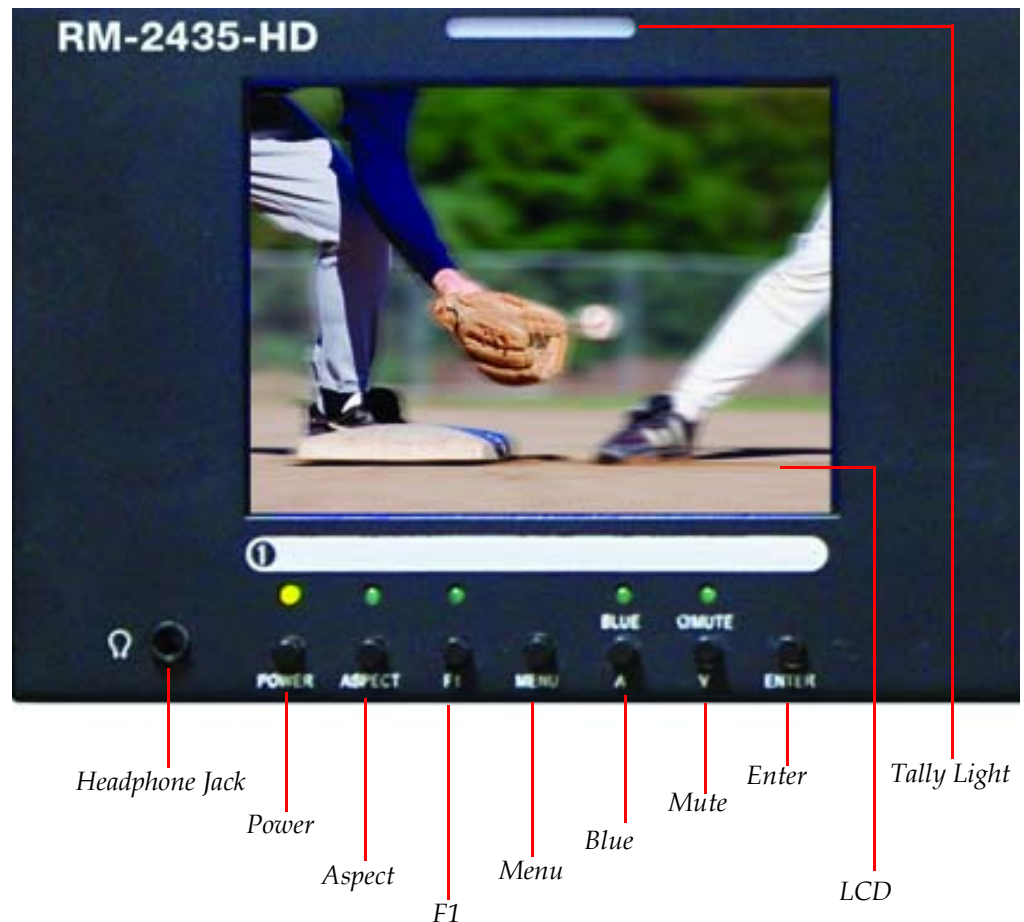 RM-2435-HD
1
BLUE
MUTE
POWER
ASPECT
F1
MENU
ENTER
Headphone Jack
Power
Aspect
F1
Menu
Blue
Mute
Enter
Tally Light
LCD